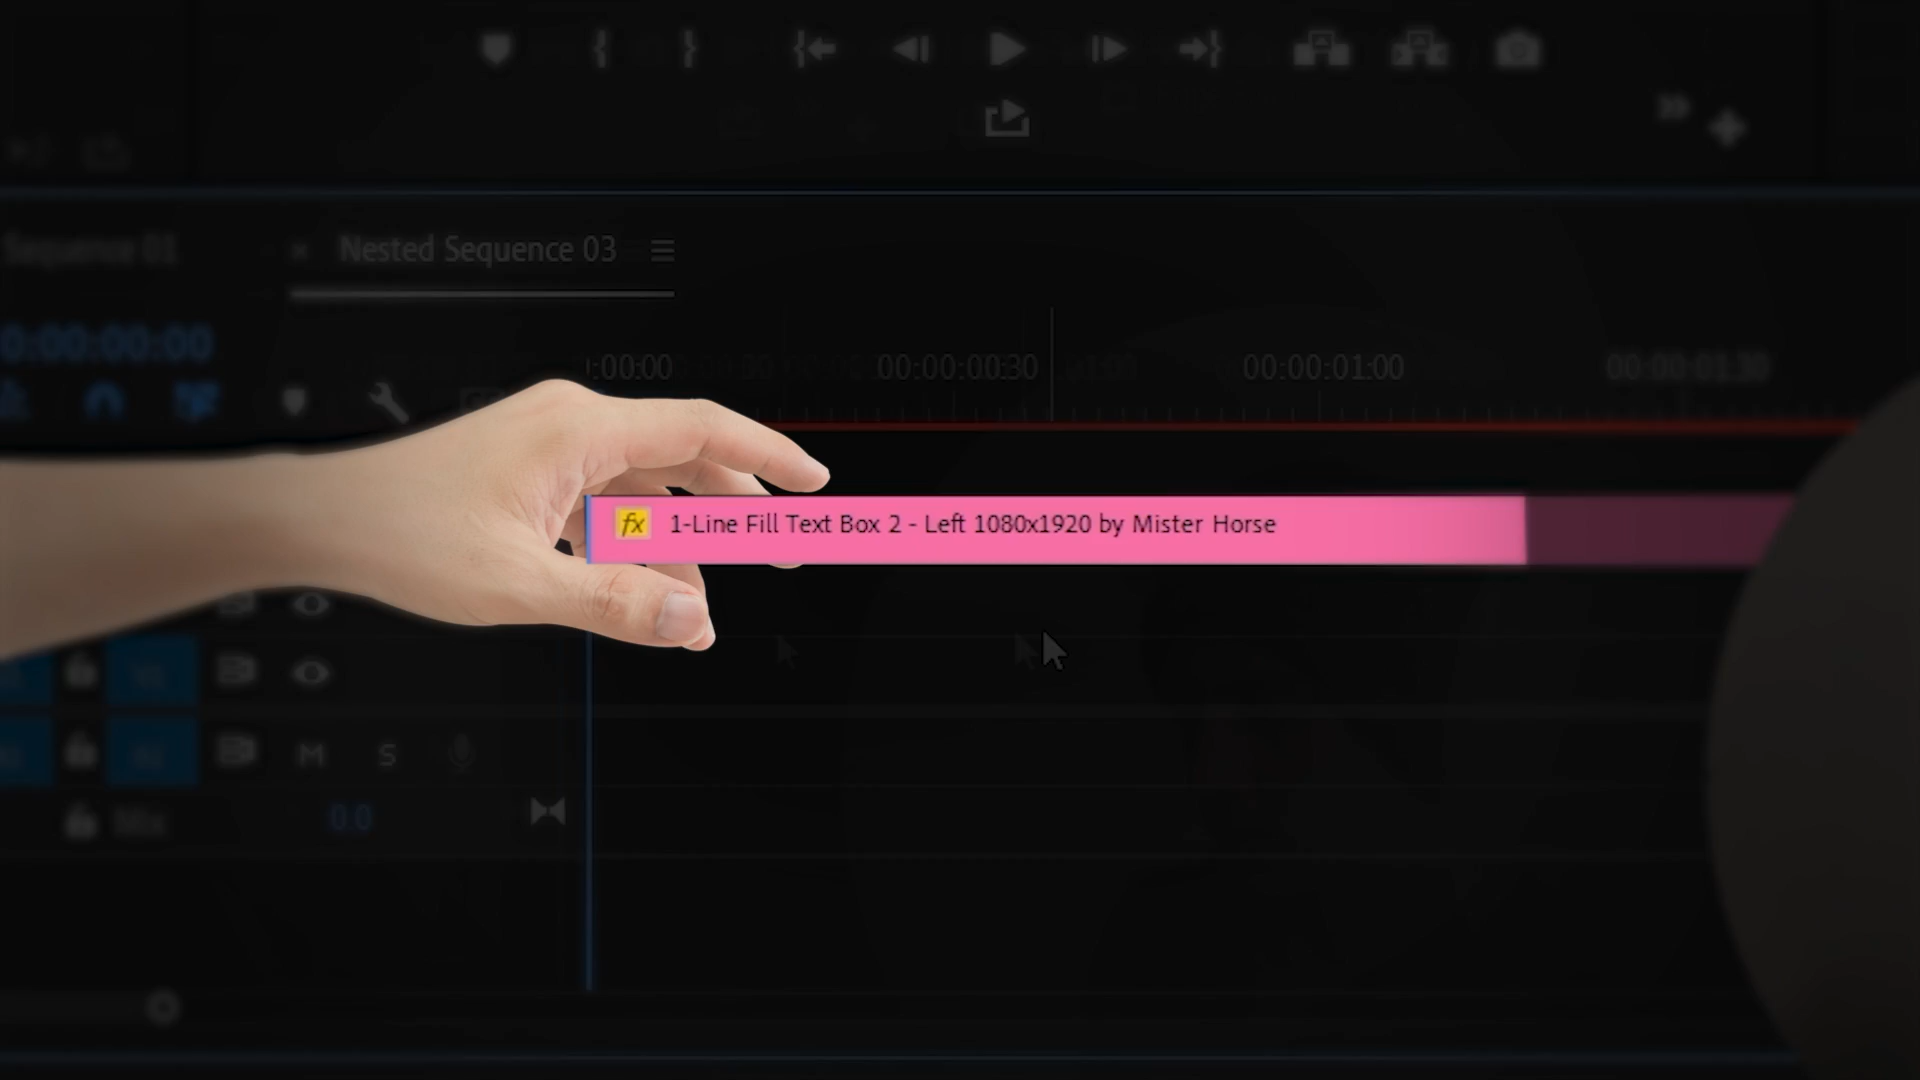 Sequence 01
Nested Sequence 03
0:00:00:00
:00:00
00:00:00:30
00:00:01:00
00:00:01:30
fx 1-Line Fill Text Box 2 - Left 1080x1920 by Mister Horse
M S
Mix 0.0